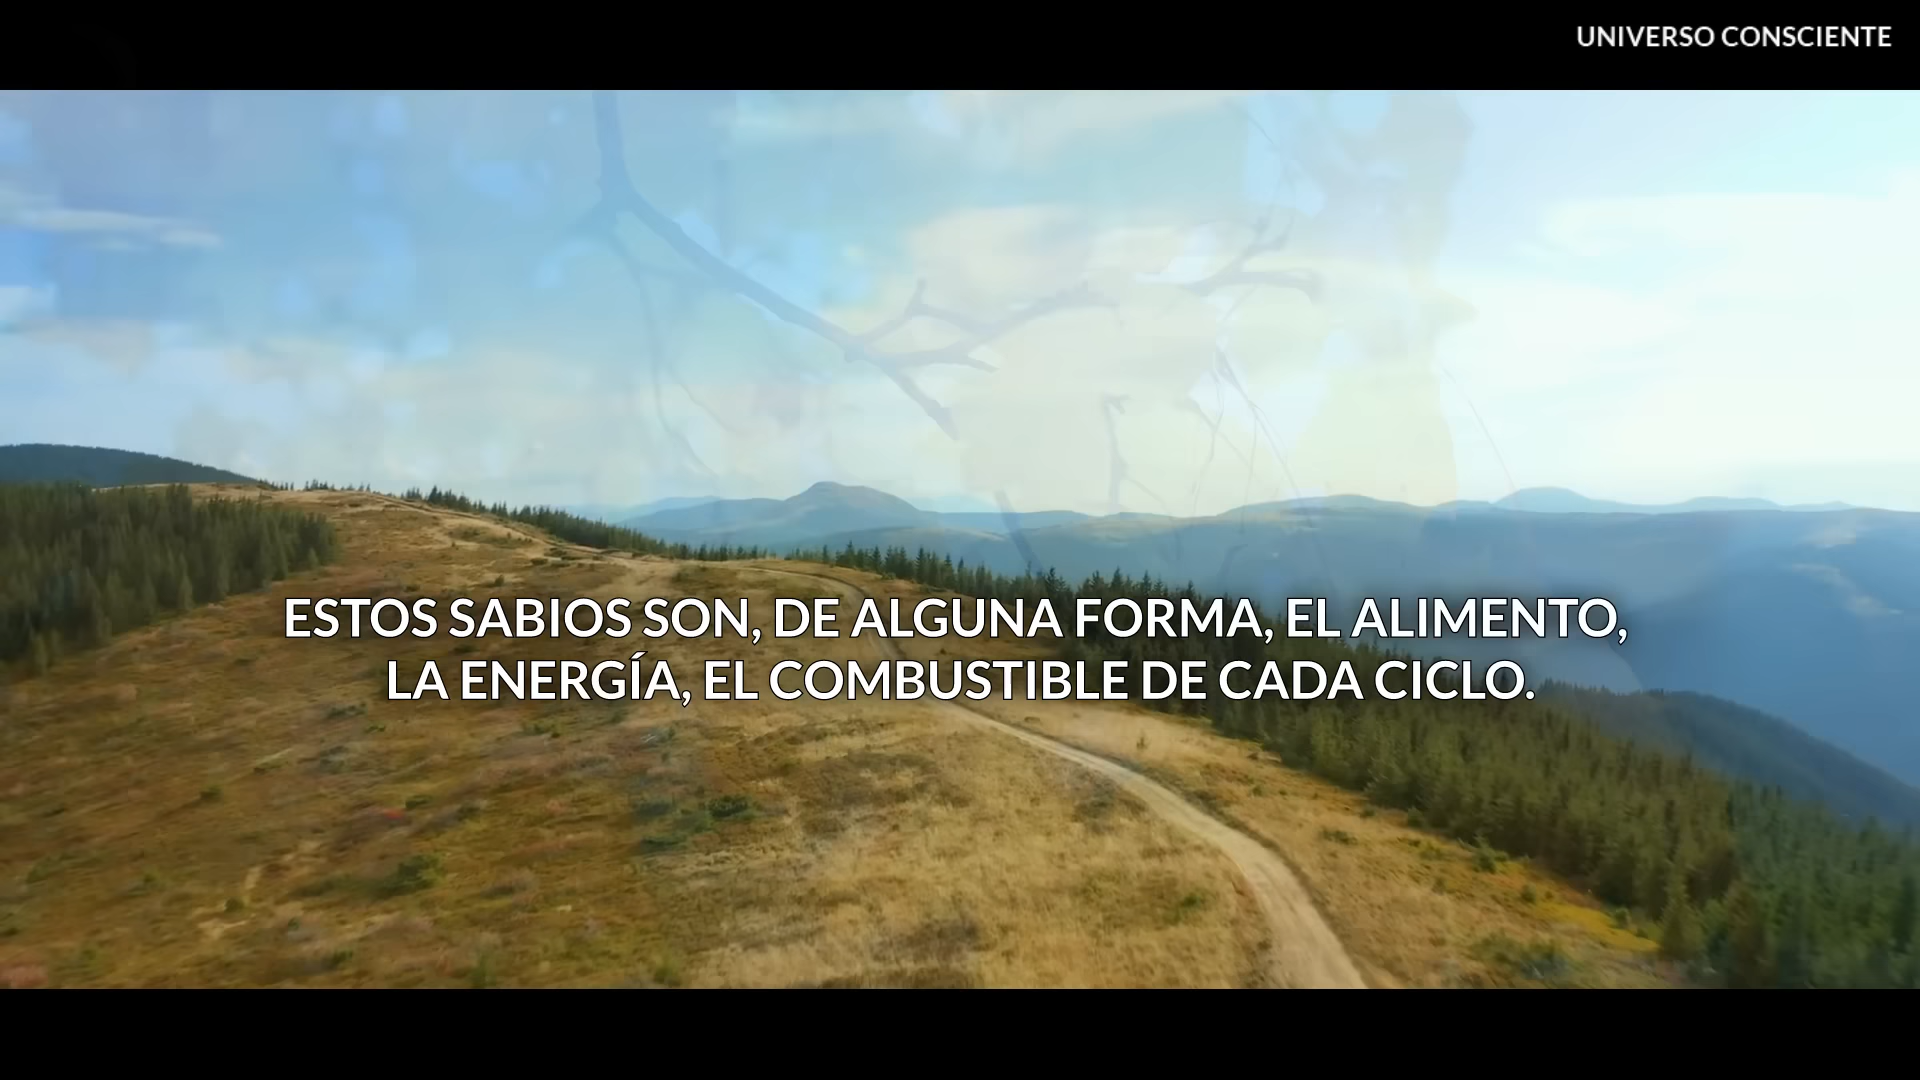 UNIVERSO CONSCIENTE
ESTOS SABIOS SON, DE ALGUNA FORMA, EL ALIMENTO,
LA ENERGÍA, EL COMBUSTIBLE DE CADA CICLO.